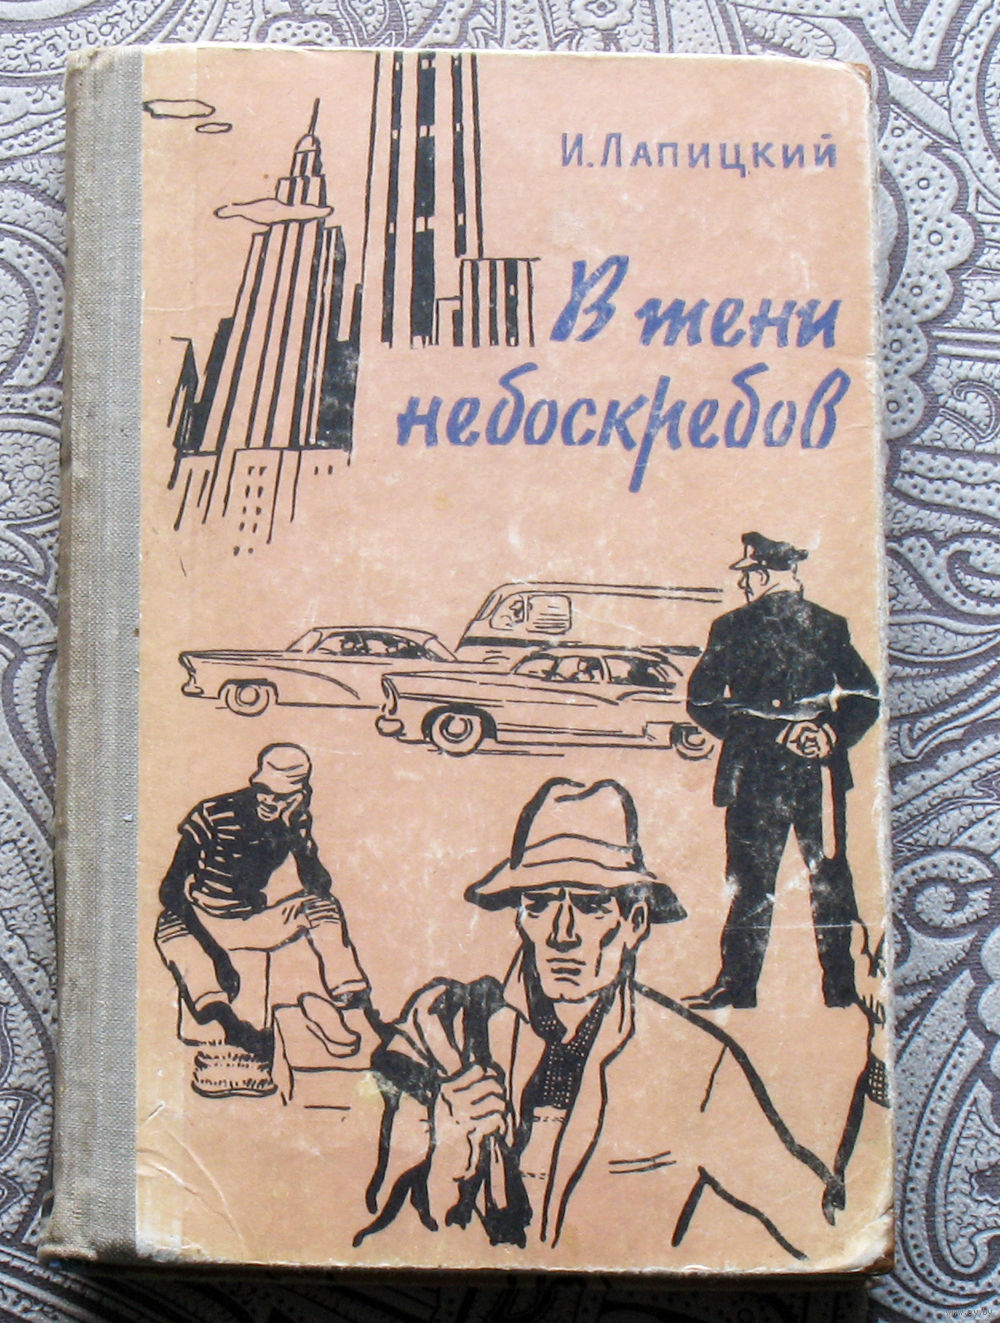 И. Лапицкий
В тени
небоскребов